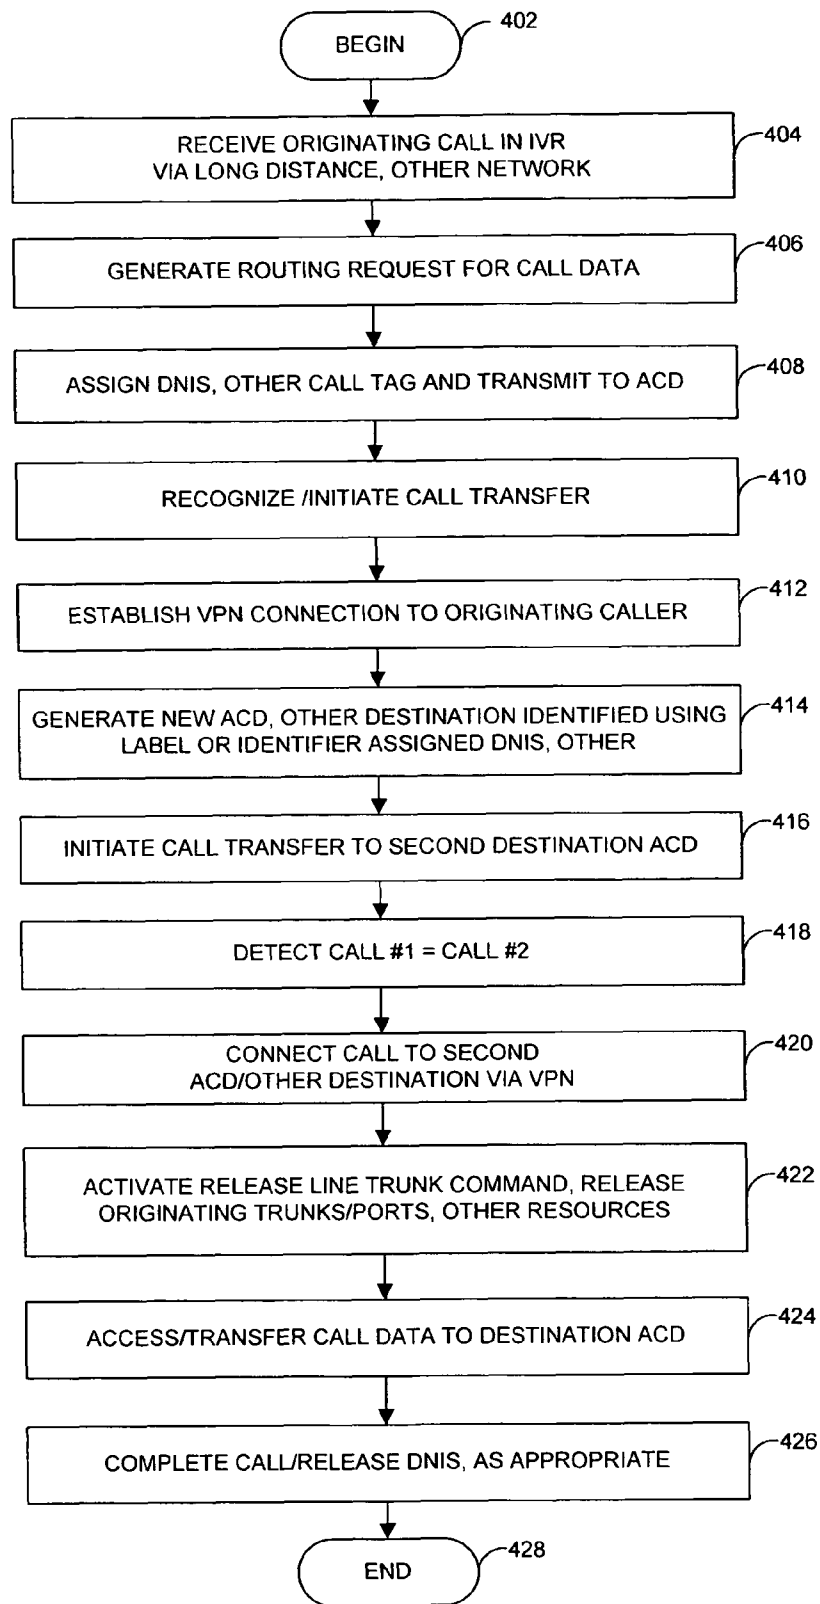 BEGIN
402
RECEIVE ORIGINATING CALL IN IVR
VIA LONG DISTANCE, OTHER NETWORK
404
GENERATE ROUTING REQUEST FOR CALL DATA
406
ASSIGN DNIS, OTHER CALL TAG AND TRANSMIT TO ACD
408
RECOGNIZE /INITIATE CALL TRANSFER
410
ESTABLISH VPN CONNECTION TO ORIGINATING CALLER
412
GENERATE NEW ACD, OTHER DESTINATION IDENTIFIED USING
LABEL OR IDENTIFIER ASSIGNED DNIS, OTHER
414
INITIATE CALL TRANSFER TO SECOND DESTINATION ACD
416
DETECT CALL #1 = CALL #2
418
CONNECT CALL TO SECOND
ACD/OTHER DESTINATION VIA VPN
420
ACTIVATE RELEASE LINE TRUNK COMMAND, RELEASE
ORIGINATING TRUNKS/PORTS, OTHER RESOURCES
422
ACCESS/TRANSFER CALL DATA TO DESTINATION ACD
424
COMPLETE CALL/RELEASE DNIS, AS APPROPRIATE
426
END
428